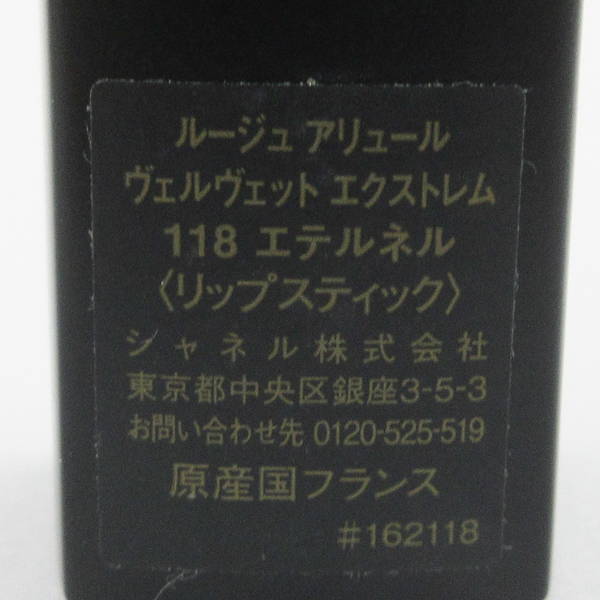 ルージュ アリュール
ヴェルヴェット エクストレム
118 エテルネル
〈リップスティック〉
シャネル株式会社
東京都中央区銀座3-5-3
お問い合わせ先 0120-525-519
原産国フランス
#162118